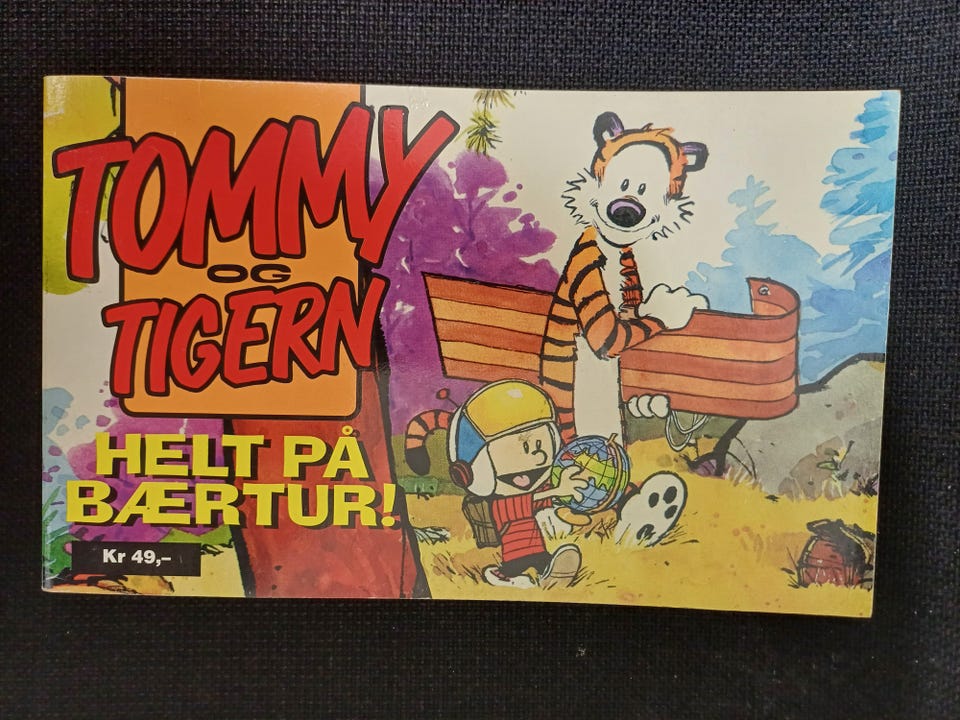 TOMMY
OG
TIGERN
HELT PÅ
BÆRTUR!
Kr 49,–